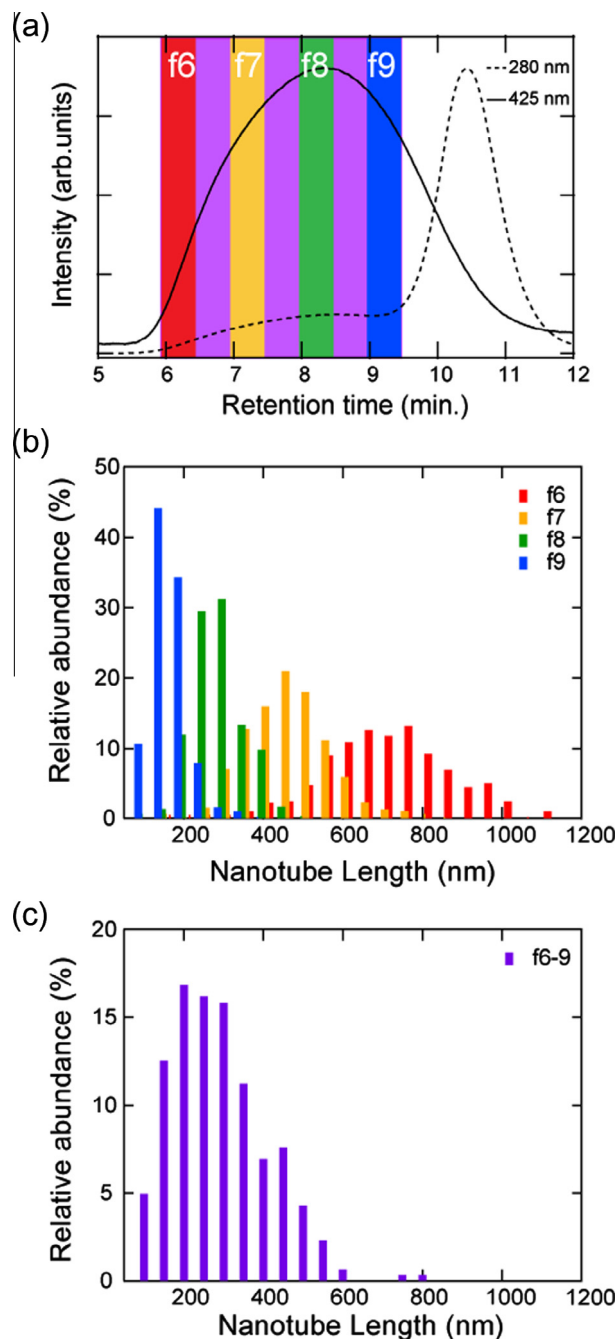 (a)
f6 f7 f8 f9
280 nm
425 nm
Intensity (arb.units)
5 6 7 8 9 10 11 12
Retention time (min.)
(b)
50
40
30
20
10
0
Relative abundance (%)
f6
f7
f8
f9
200 400 600 800 1000 1200
Nanotube Length (nm)
(c)
20
15
10
5
0
Relative abundance (%)
f6-9
200 400 600 800 1000 1200
Nanotube Length (nm)